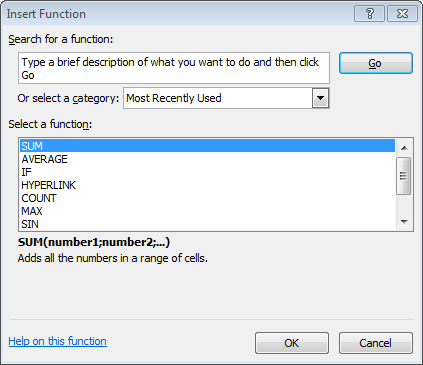 Insert Function
Search for a function:
Type a brief description of what you want to do and then click
Go
Go
Or select a category: Most Recently Used
Select a function:
SUM
AVERAGE
IF
HYPERLINK
COUNT
MAX
SIN
SUM(number1;number2;...)
Adds all the numbers in a range of cells.
Help on this function
OK Cancel